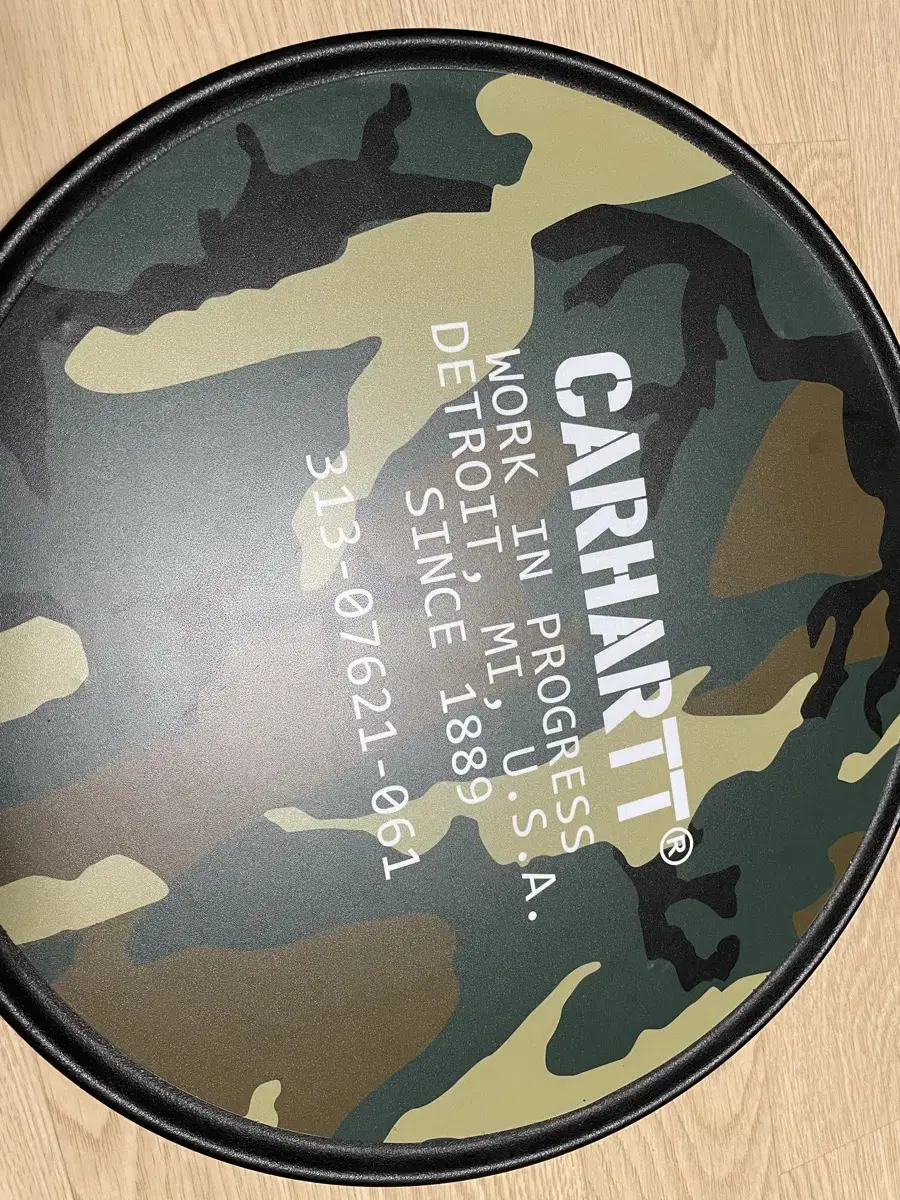 CARHARTT®
WORK IN PROGRESS
DETROIT, MI, U.S.A.
SINCE 1889
313-07621-061